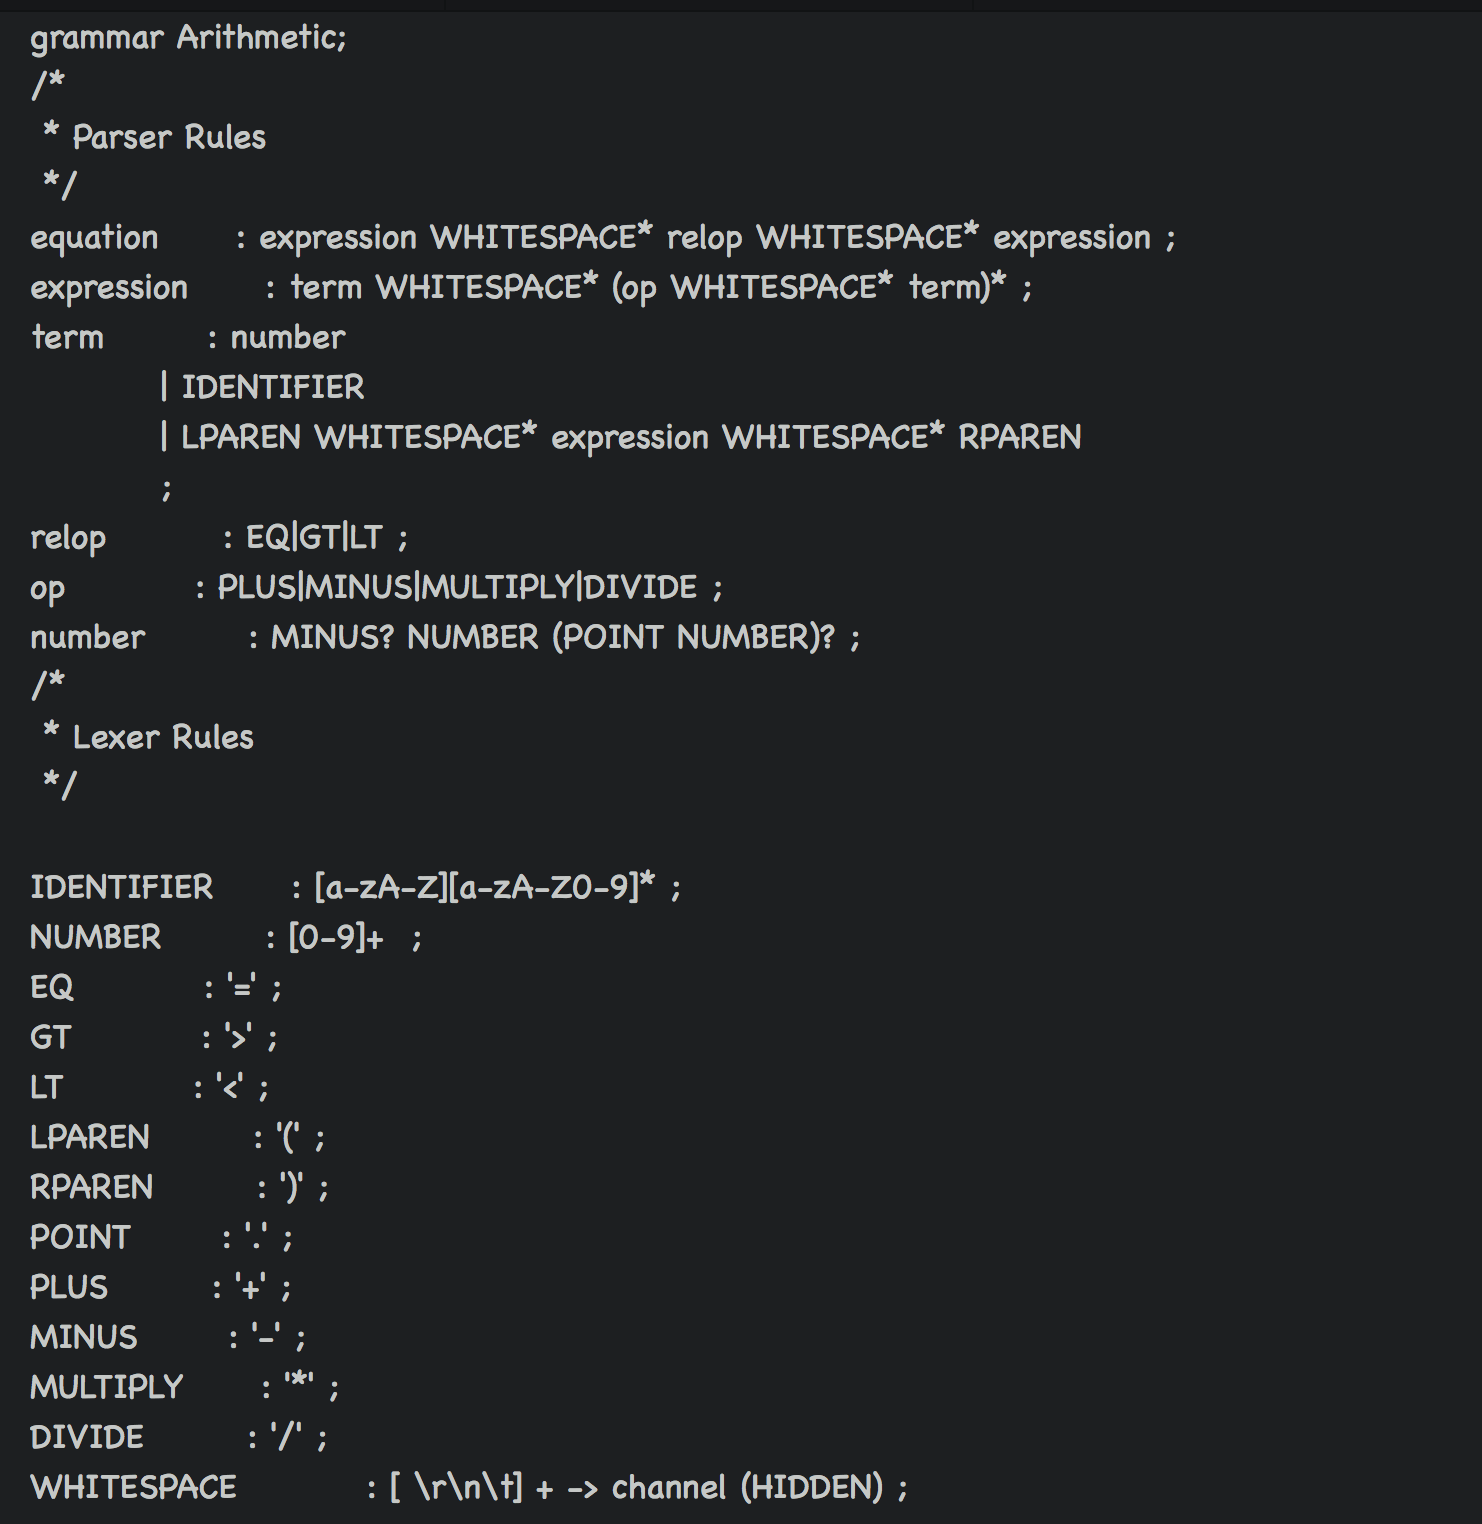 grammar Arithmetic;
/*
* Parser Rules
*/
equation : expression WHITESPACE* relop WHITESPACE* expression ;
expression : term WHITESPACE* (op WHITESPACE* term)* ;
term : number
| IDENTIFIER
| LPAREN WHITESPACE* expression WHITESPACE* RPAREN
;
relop : EQ|GT|LT ;
op : PLUS|MINUS|MULTIPLY|DIVIDE ;
number : MINUS? NUMBER (POINT NUMBER)? ;
/*
* Lexer Rules
*/
IDENTIFIER : [a-zA-Z][a-zA-Z0-9]* ;
NUMBER : [0-9]+ ;
EQ : '=' ;
GT : '>' ;
LT : '<' ;
LPAREN : '(' ;
RPAREN : ')' ;
POINT : '.' ;
PLUS : '+' ;
MINUS : '-' ;
MULTIPLY : '*' ;
DIVIDE : '/' ;
WHITESPACE : [ \r\n\t] + -> channel (HIDDEN) ;